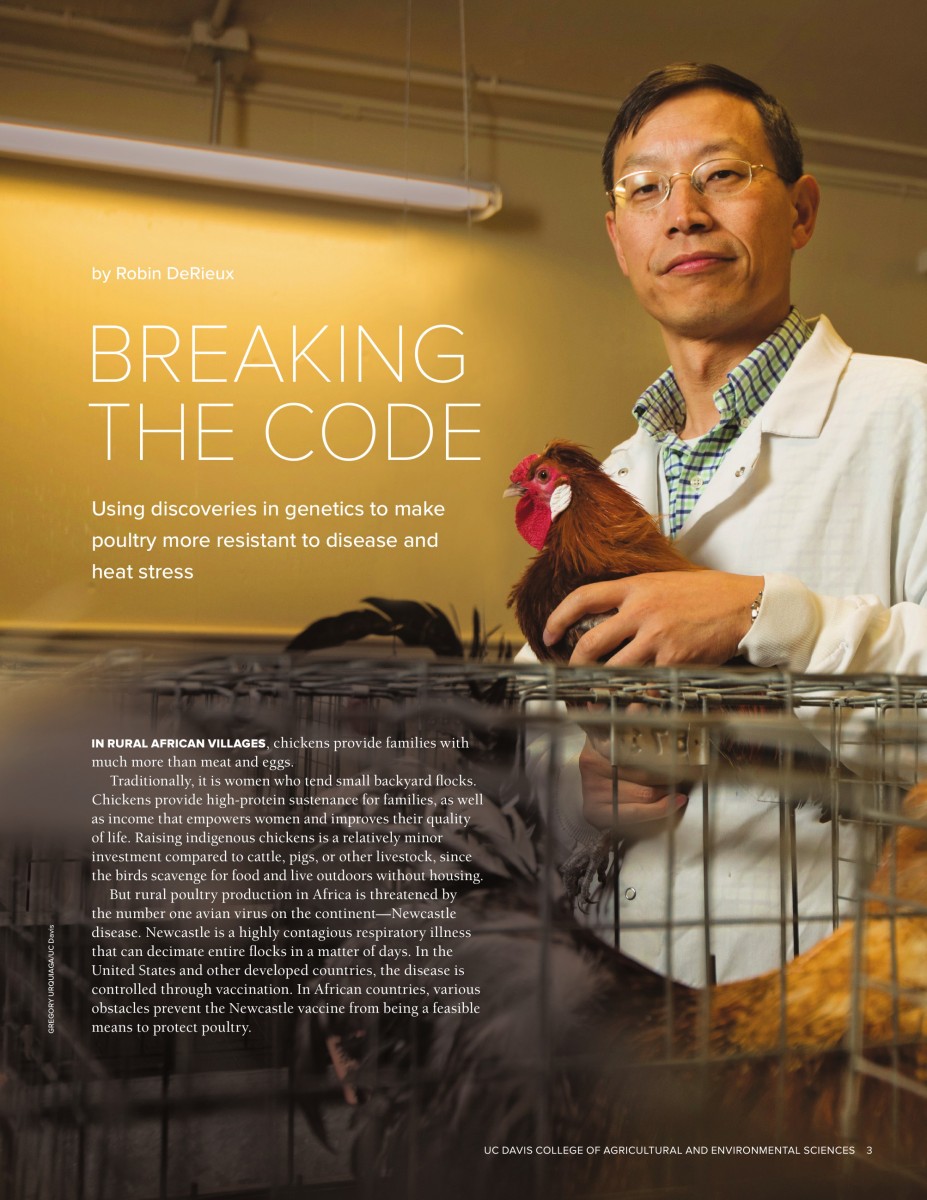 by Robin DeRieux
BREAKING
THE CODE
Using discoveries in genetics to make
poultry more resistant to disease and
heat stress
IN RURAL AFRICAN VILLAGES, chickens provide families with
much more than meat and eggs.
Traditionally, it is women who tend small backyard flocks.
Chickens provide high-protein sustenance for families, as well
as income that empowers women and improves their quality
of life. Raising indigenous chickens is a relatively minor
investment compared to cattle, pigs, or other livestock, since
the birds scavenge for food and live outdoors without housing.
But rural poultry production in Africa is threatened by
the number one avian virus on the continent—Newcastle
disease. Newcastle is a highly contagious respiratory illness
that can decimate entire flocks in a matter of days. In the
United States and other developed countries, the disease is
controlled through vaccination. In African countries, various
obstacles prevent the Newcastle vaccine from being a feasible
means to protect poultry.
GREGORY URQUIAGA/UC Davis
UC DAVIS COLLEGE OF AGRICULTURAL AND ENVIRONMENTAL SCIENCES 3